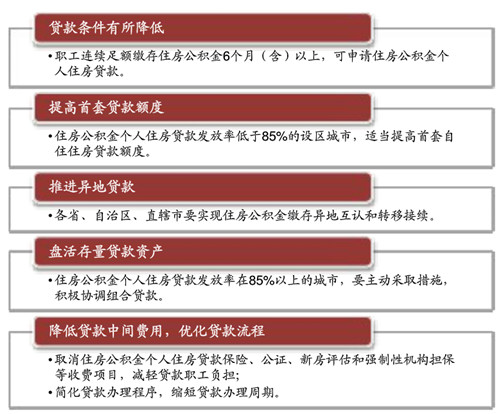 贷款条件有所降低
•职工连续足额缴存住房公积金6个月（含）以上，可申请住房公积金个
人住房贷款。
提高首套贷款额度
•住房公积金个人住房贷款发放率低于85%的设区城市，适当提高首套自
住住房贷款额度。
推进异地贷款
•各省、自治区、直辖市要实现住房公积金缴存异地互认和转移接续。
盘活存量贷款资产
•住房公积金个人住房贷款发放率在85%以上的城市，要主动采取措施，
积极协调组合贷款。
降低贷款中间费用，优化贷款流程
•取消住房公积金个人住房贷款保险、公证、新房评估和强制性机构担保
等收费项目，减轻贷款职工负担；
•简化贷款办理程序，缩短贷款办理周期。